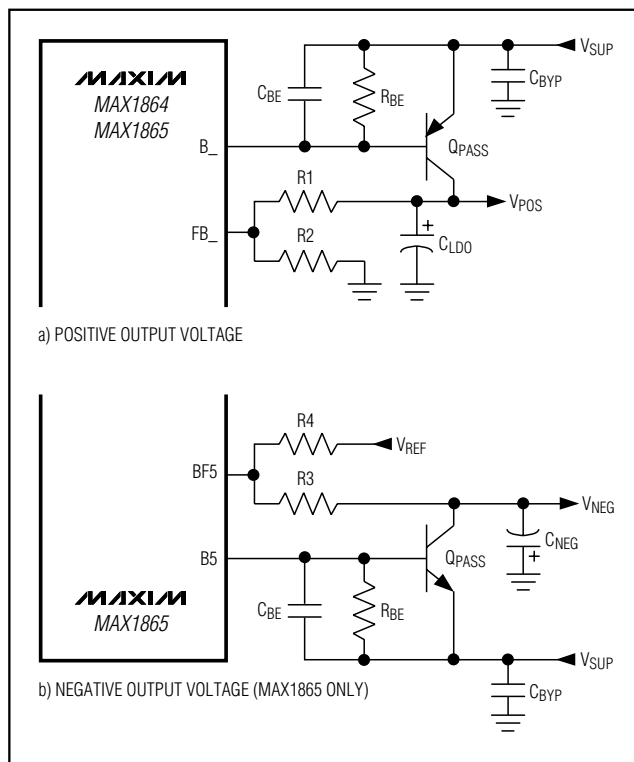 MAXIM
MAX1864
MAX1865
B_
FB_
CBE
RBE
VSUP
CBYP
QPASS
R1
VPOS
R2
CLDO
+
a) POSITIVE OUTPUT VOLTAGE
R4
VREF
BF5
R3
VNEG
B5
QPASS
CNEG
+
MAXIM
MAX1865
CBE
RBE
VSUP
CBYP
b) NEGATIVE OUTPUT VOLTAGE (MAX1865 ONLY)